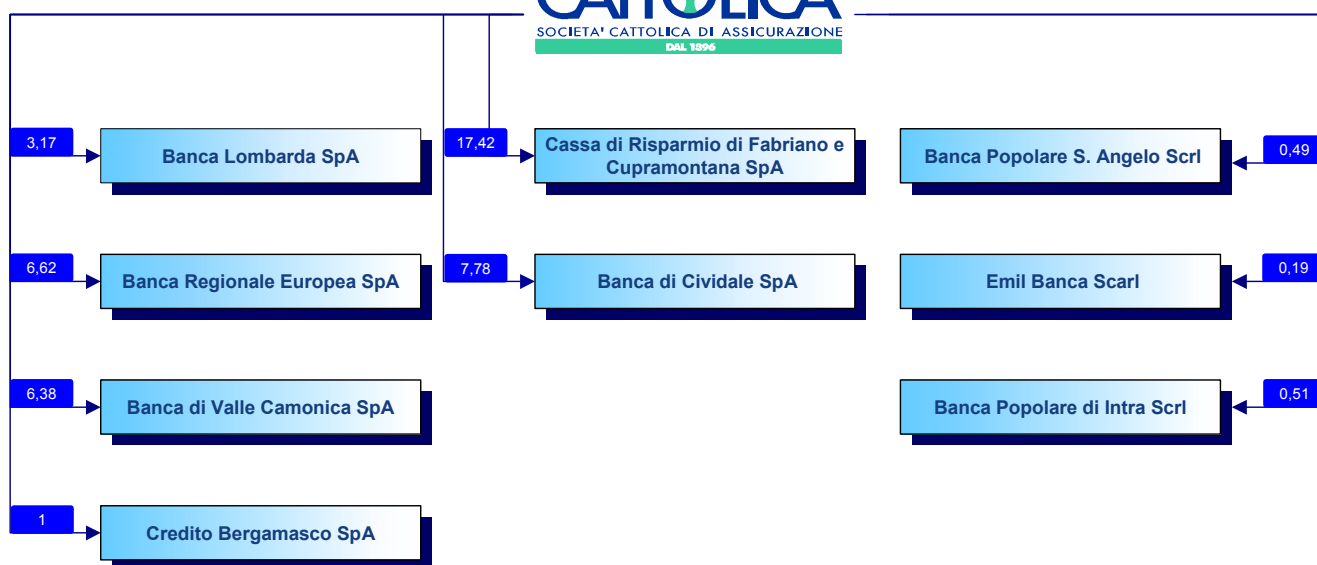 CATTOLICA
SOCIETA' CATTOLICA DI ASSICURAZIONE
DAL 1896
3,17
Banca Lombarda SpA
17,42
Cassa di Risparmio di Fabriano e
Cupramontana SpA
Banca Popolare S. Angelo Scrl
0,49
6,62
Banca Regionale Europea SpA
7,78
Banca di Cividale SpA
Emil Banca Scarl
0,19
6,38
Banca di Valle Camonica SpA
Banca Popolare di Intra Scrl
0,51
1
Credito Bergamasco SpA